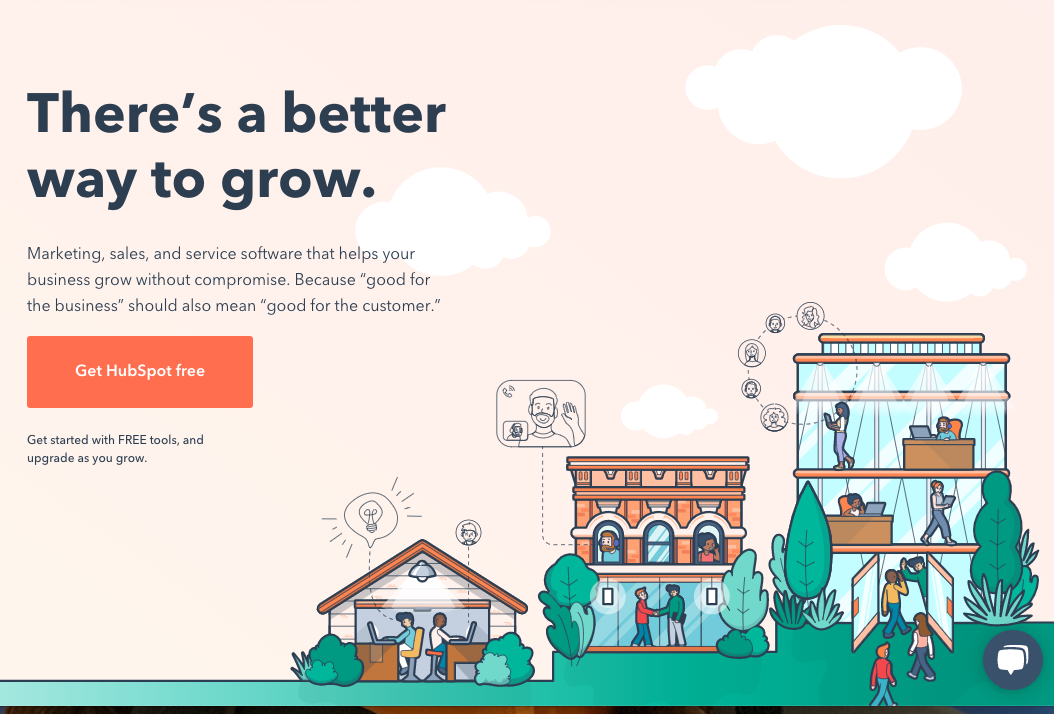 There’s a better
way to grow.
Marketing, sales, and service software that helps your
business grow without compromise. Because “good for
the business” should also mean “good for the customer.”
Get HubSpot free
Get started with FREE tools, and
upgrade as you grow.